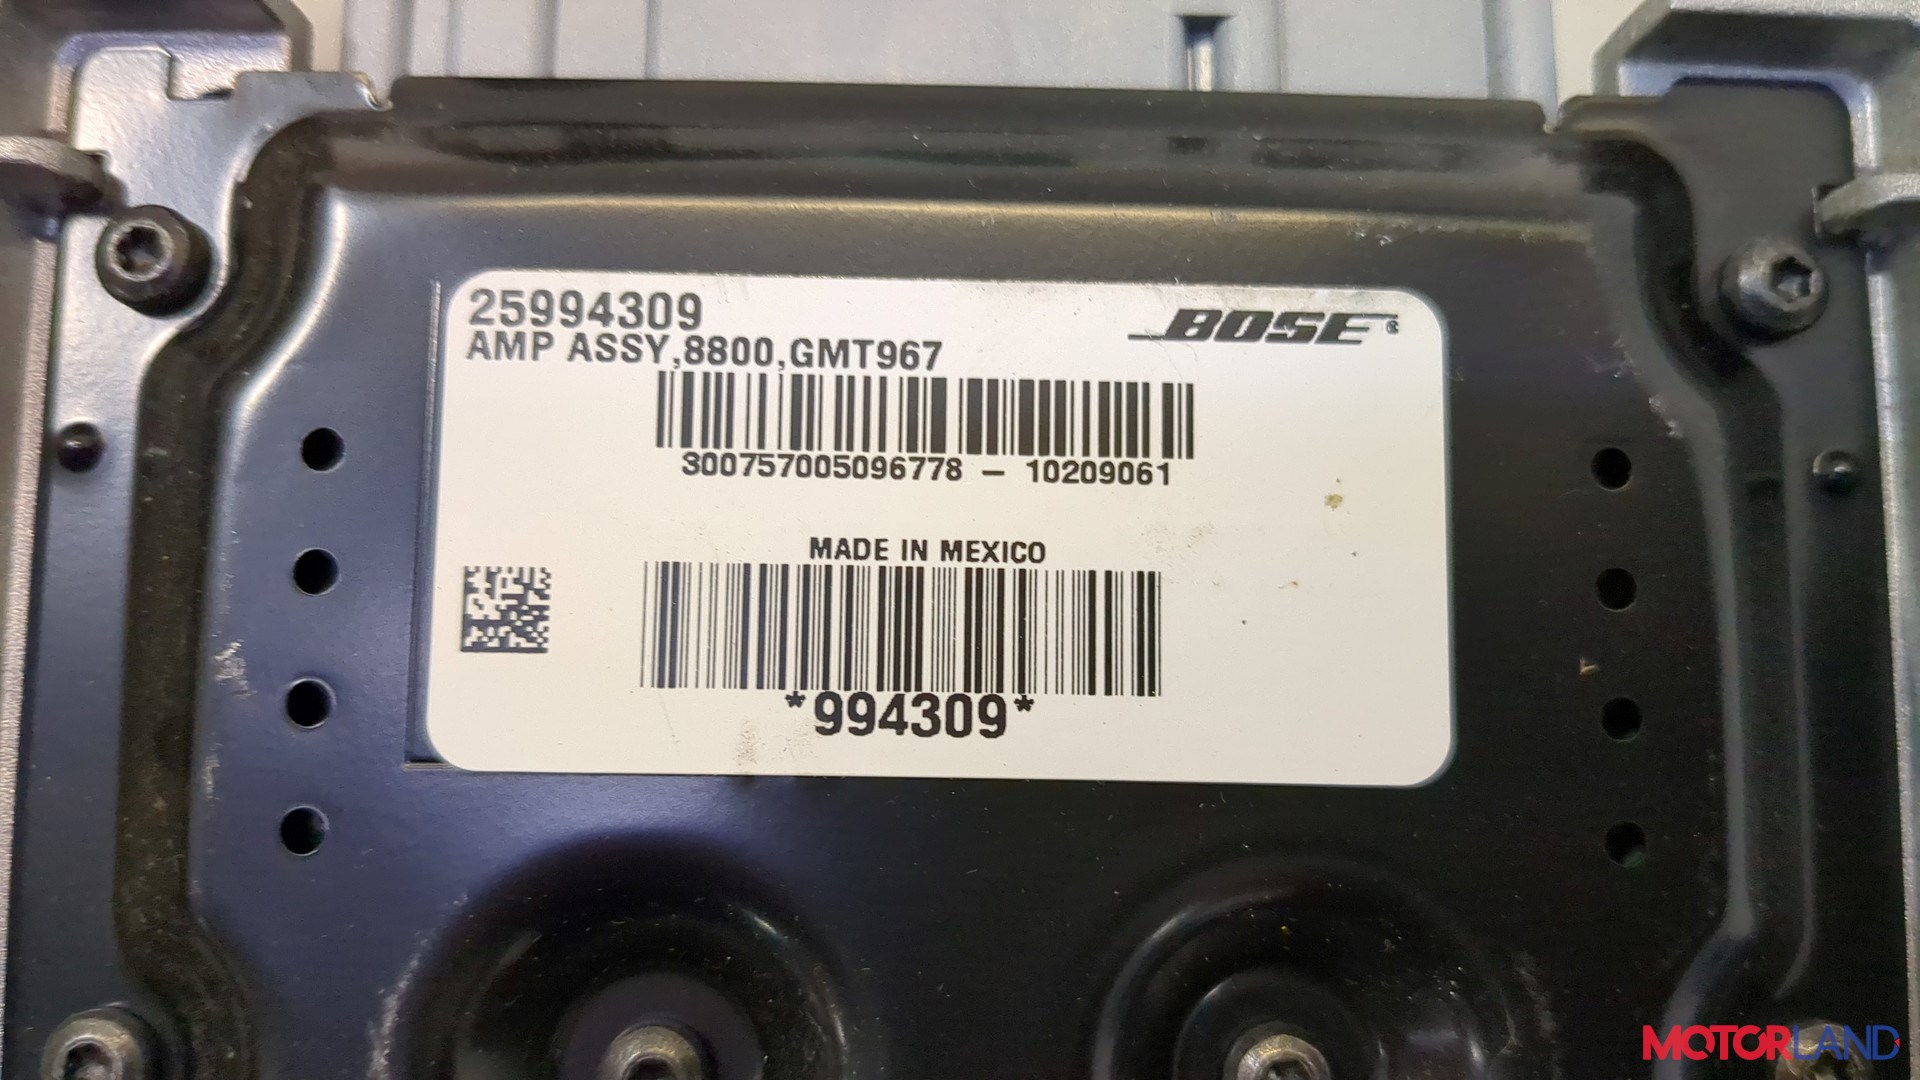 25994309
BOSE®
AMP ASSY,8800,GMT967
300757005096778 - 10209061
MADE IN MEXICO
*994309*
MOTORLAND